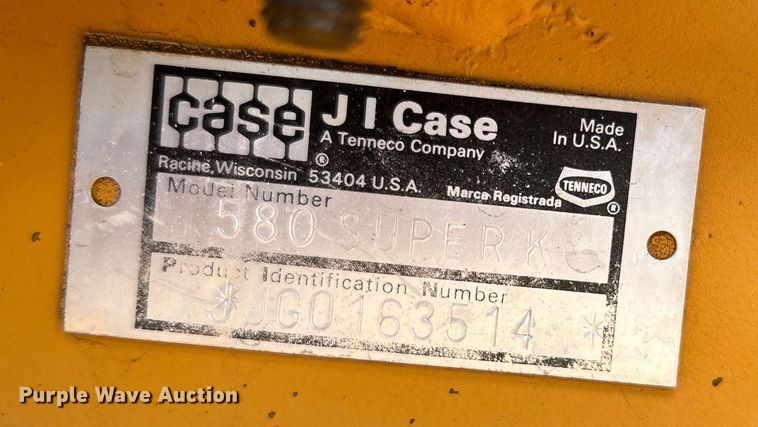 case
®
J I Case
A Tenneco Company
Made
In U.S.A.
Racine, Wisconsin 53404 U.S.A.
Marca Registrada
TENNECO
®
Model Number
580 SUPER K
Product Identification Number
*JJG0163514*
Purple Wave Auction